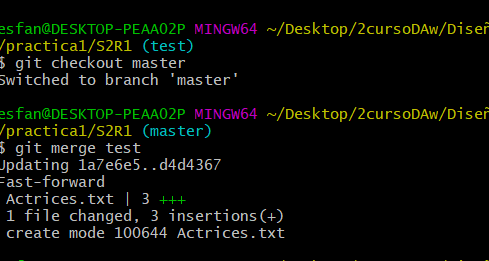 esfan@DESKTOP-PEAA02P MINGW64 ~/Desktop/2cursoDAw/Diseñ
/practica1/S2R1 (test)
$ git checkout master
Switched to branch 'master'
esfan@DESKTOP-PEAA02P MINGW64 ~/Desktop/2cursoDAw/Diseñ
/practica1/S2R1 (master)
$ git merge test
Updating 1a7e6e5..d4d4367
Fast-forward
Actrices.txt | 3 +++
1 file changed, 3 insertions(+)
create mode 100644 Actrices.txt